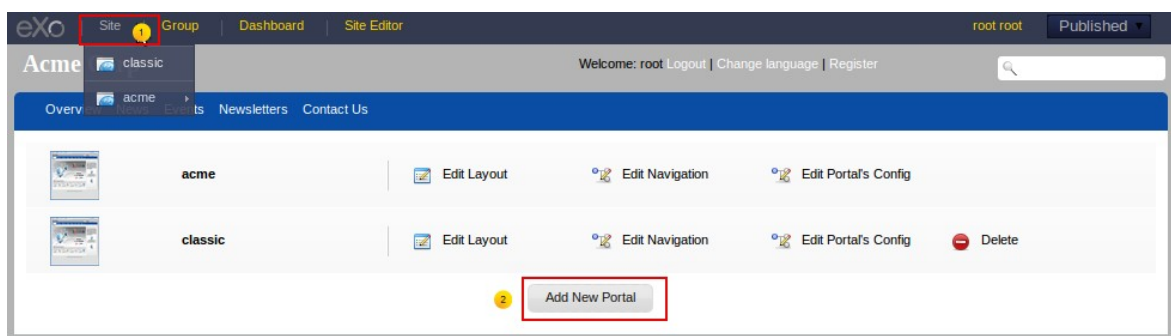 eXo Site 1 Group Dashboard Site Editor root root Published
Acme classic Welcome: root Logout | Change language | Register
acme
Overview News Events Newsletters Contact Us
acme Edit Layout Edit Navigation Edit Portal's Config
classic Edit Layout Edit Navigation Edit Portal's Config Delete
2 Add New Portal